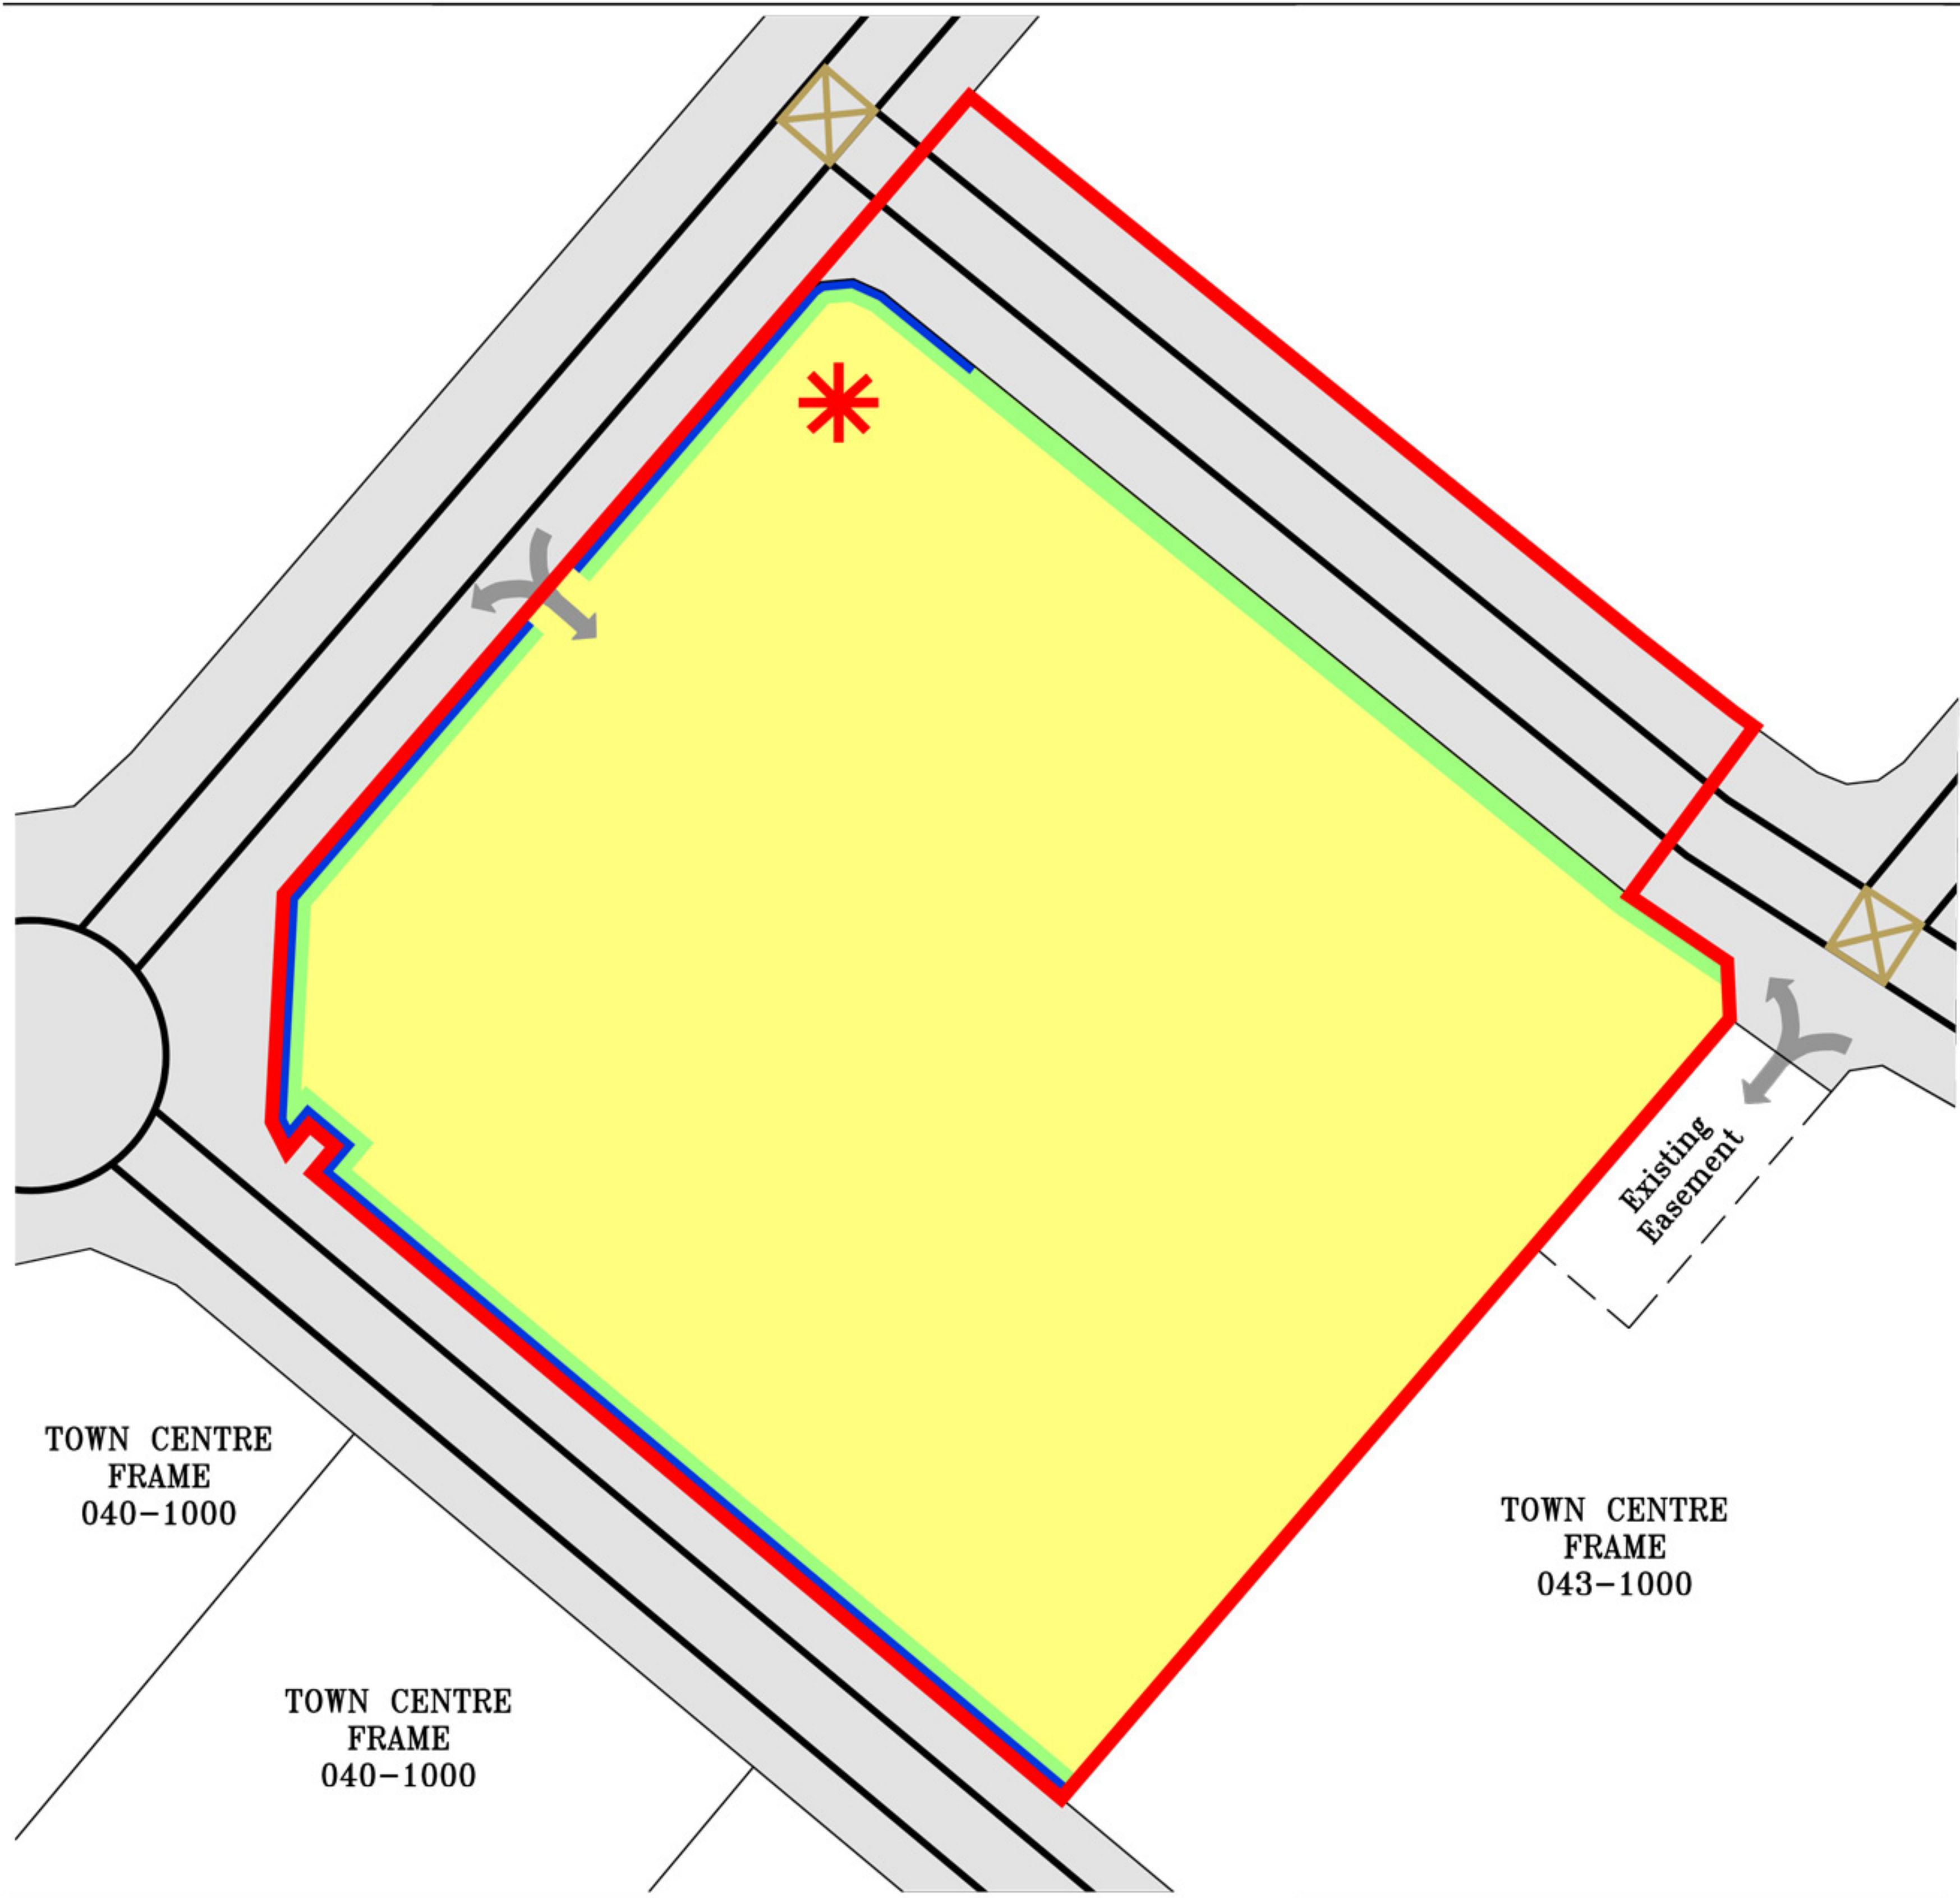 Existing
Easement
TOWN CENTRE
FRAME
040-1000
TOWN CENTRE
FRAME
043-1000
TOWN CENTRE
FRAME
040-1000